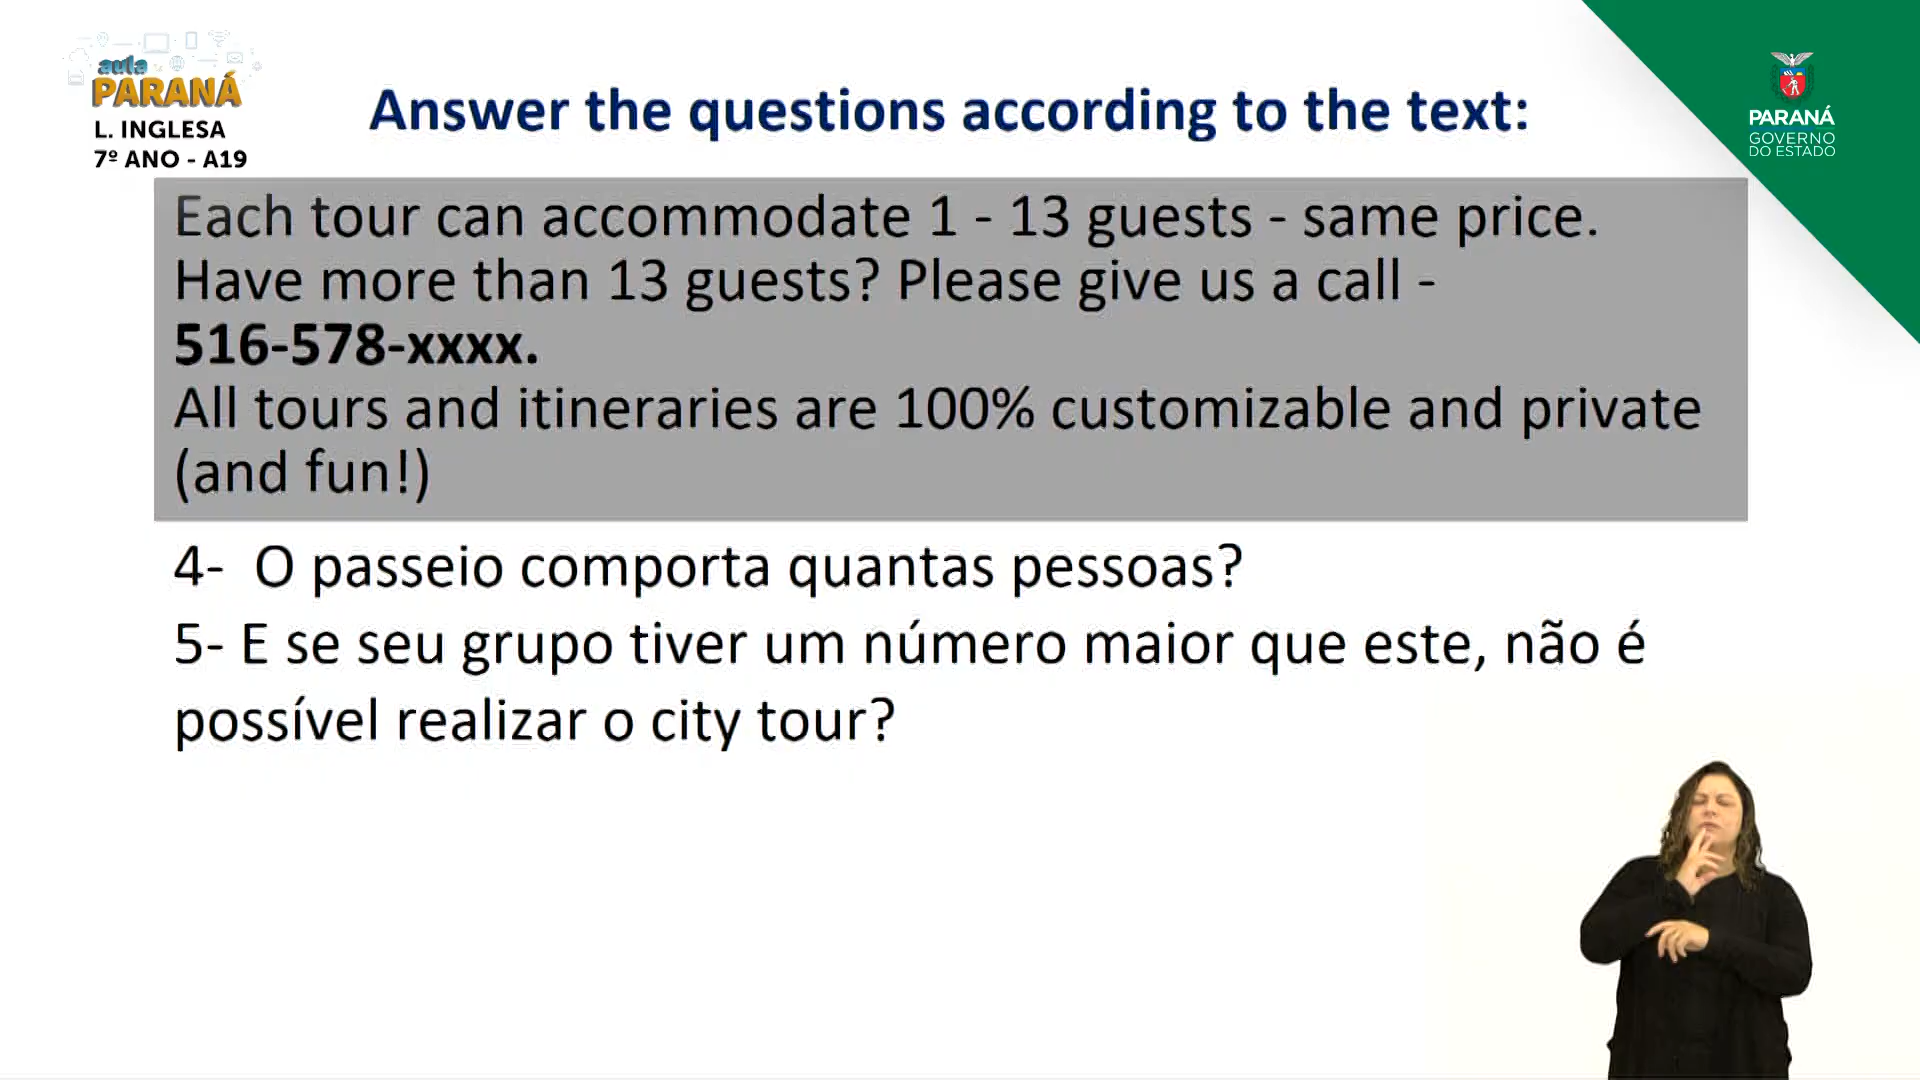 aula
PARANÁ
L. INGLESA
7º ANO - A19
Answer the questions according to the text:
PARANÁ
GOVERNO
DO ESTADO
Each tour can accommodate 1 - 13 guests - same price.
Have more than 13 guests? Please give us a call -
516-578-xxxx.
All tours and itineraries are 100% customizable and private
(and fun!)
4- O passeio comporta quantas pessoas?
5- E se seu grupo tiver um número maior que este, não é
possível realizar o city tour?